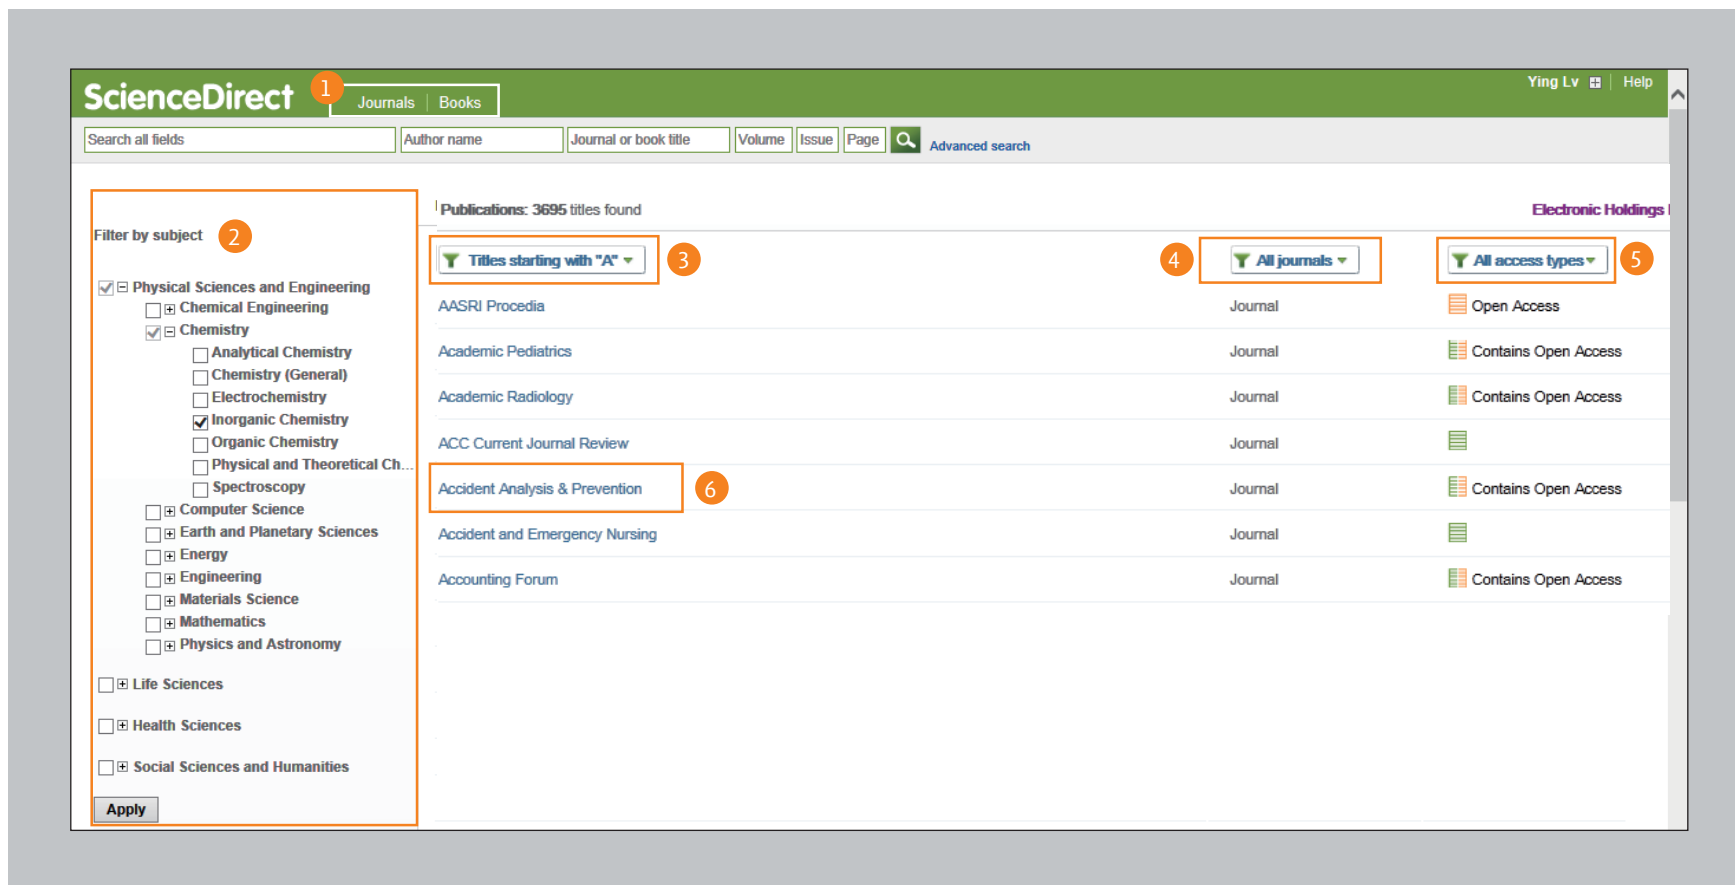 ScienceDirect
1
Journals | Books
Ying Lv | Help
Search all fields
Author name
Journal or book title
Volume
Issue
Page
Advanced search
Filter by subject
2
Physical Sciences and Engineering
Chemical Engineering
Chemistry
Analytical Chemistry
Chemistry (General)
Electrochemistry
Inorganic Chemistry
Organic Chemistry
Physical and Theoretical Ch...
Spectroscopy
Computer Science
Earth and Planetary Sciences
Energy
Engineering
Materials Science
Mathematics
Physics and Astronomy
Life Sciences
Health Sciences
Social Sciences and Humanities
Apply
Publications: 3695 titles found
Electronic Holdings
Titles starting with "A"
3
4
All journals
All access types
5
AASRI Procedia Journal Open Access
Academic Pediatrics Journal Contains Open Access
Academic Radiology Journal Contains Open Access
ACC Current Journal Review Journal
Accident Analysis & Prevention 6 Journal Contains Open Access
Accident and Emergency Nursing Journal
Accounting Forum Journal Contains Open Access